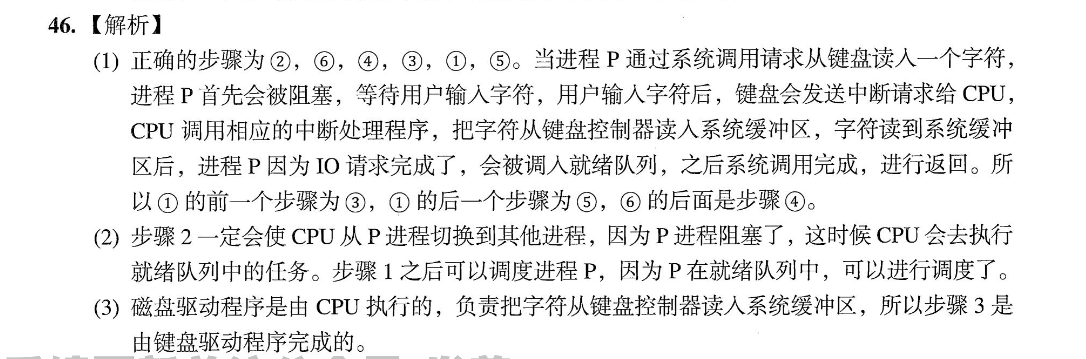 46. 【解析】
(1) 正确的步骤为②，⑥，④，③，①，⑤。当进程 P 通过系统调用请求从键盘读入一个字符，
进程 P 首先会被阻塞，等待用户输入字符，用户输入字符后，键盘会发送中断请求给 CPU，
CPU 调用相应的中断处理程序，把字符从键盘控制器读入系统缓冲区，字符读到系统缓冲
区后，进程 P 因为 IO 请求完成了，会被调入就绪队列，之后系统调用完成，进行返回。所
以①的前一个步骤为③，①的后一个步骤为⑤，⑥的后面是步骤④。
(2) 步骤 2 一定会使 CPU 从 P 进程切换到其他进程，因为 P 进程阻塞了，这时候 CPU 会去执行
就绪队列中的任务。步骤 1 之后可以调度进程 P，因为 P 在就绪队列中，可以进行调度了。
(3) 磁盘驱动程序是由 CPU 执行的，负责把字符从键盘控制器读入系统缓冲区，所以步骤 3 是
由键盘驱动程序完成的。